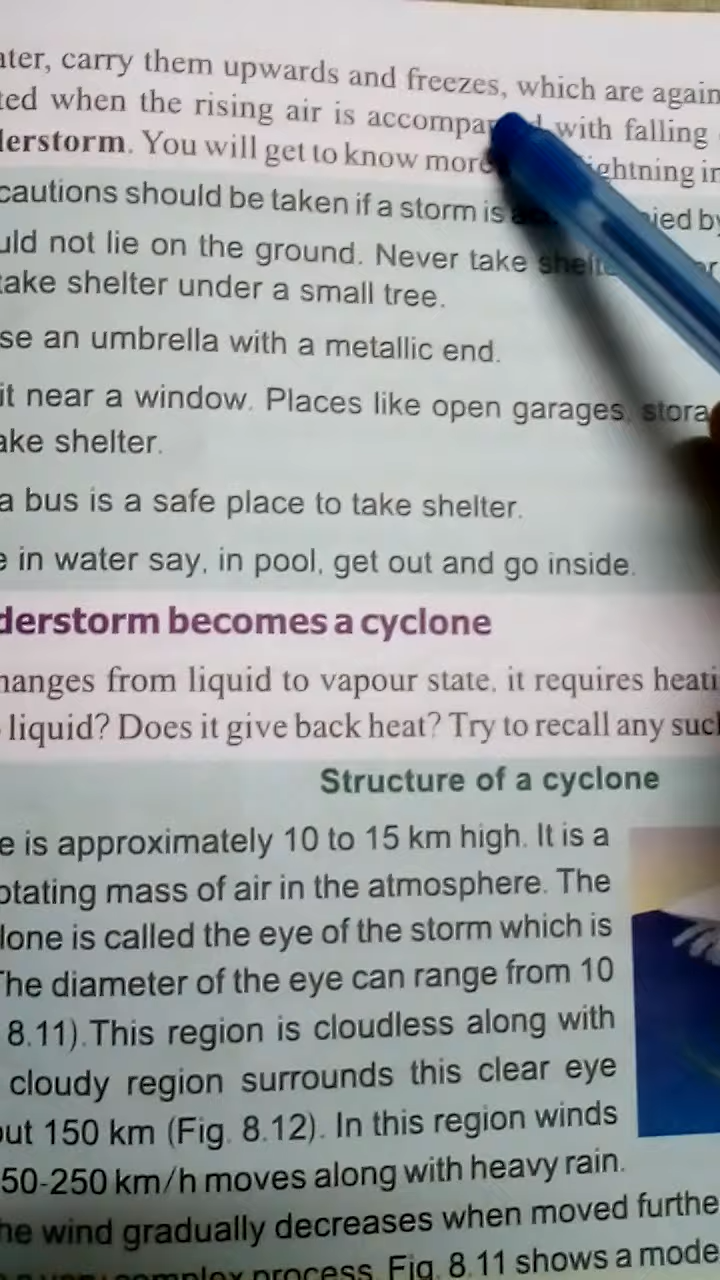 ater, carry them upwards and freezes, which are again
ted when the rising air is with falling
derstorm. You will get to know more ightning in
cautions should be taken if a storm is ied by
uld not lie on the ground. Never take
take shelter under a small tree.
se an umbrella with a metallic end.
it near a window. Places like open garages, stora
ake shelter.
a bus is a safe place to take shelter.
e in water say, in pool, get out and go inside.
derstorm becomes a cyclone
hanges from liquid to vapour state, it requires heati
liquid? Does it give back heat? Try to recall any such
Structure of a cyclone
e is approximately 10 to 15 km high. It is a
otating mass of air in the atmosphere. The
lone is called the eye of the storm which is
The diameter of the eye can range from 10
8.11). This region is cloudless along with
cloudy region surrounds this clear eye
out 150 km (Fig. 8.12). In this region winds
50-250 km/h moves along with heavy rain.
he wind gradually decreases when moved furthe
complex process. Fig. 8.11 shows a mode